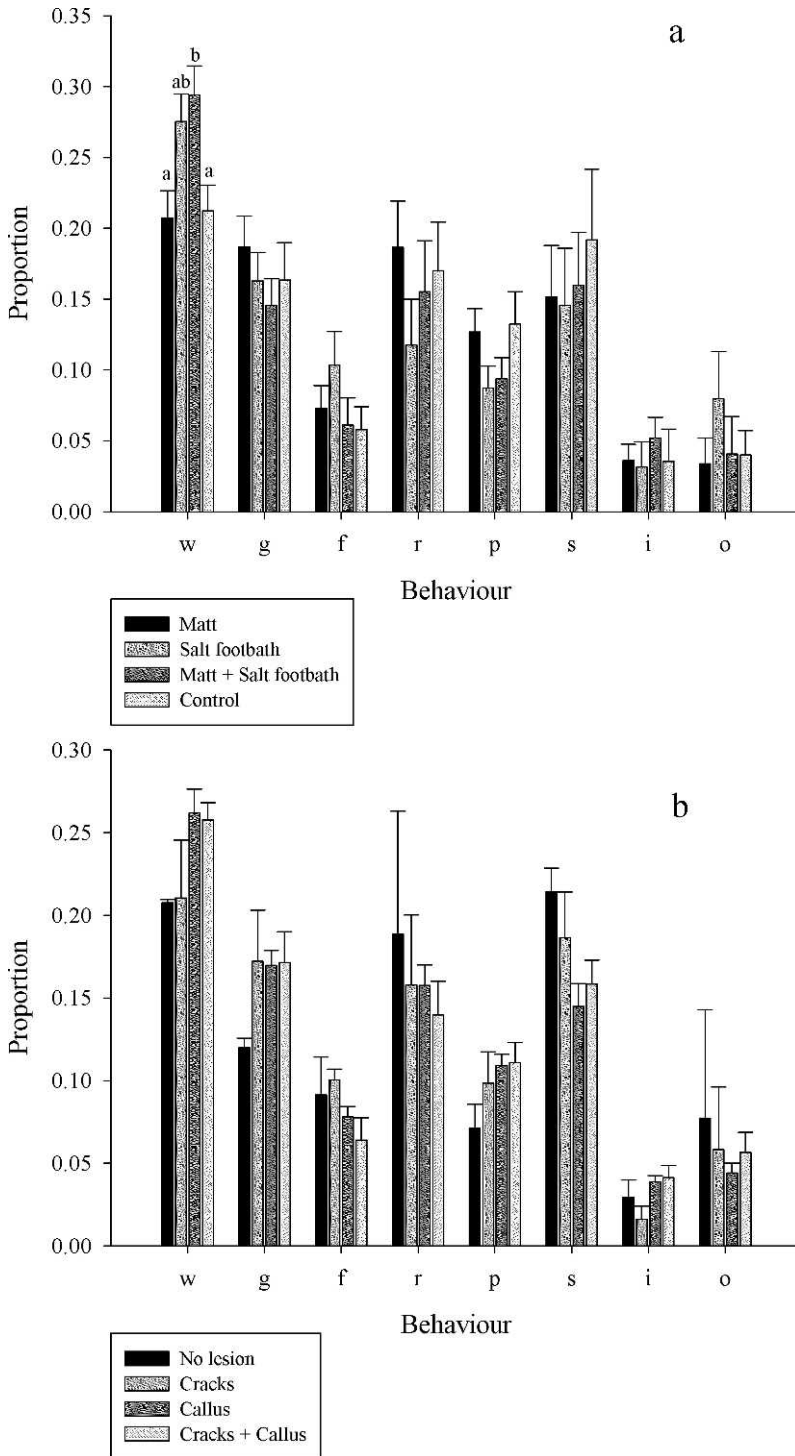 a
0.35
0.30
0.25
0.20
0.15
0.10
0.05
0.00
Proportion
a
ab
b
a
w g f r p s i o
Behaviour
Matt
Salt footbath
Matt + Salt footbath
Control
b
0.30
0.25
0.20
0.15
0.10
0.05
0.00
Proportion
w g f r p s i o
Behaviour
No lesion
Cracks
Callus
Cracks + Callus